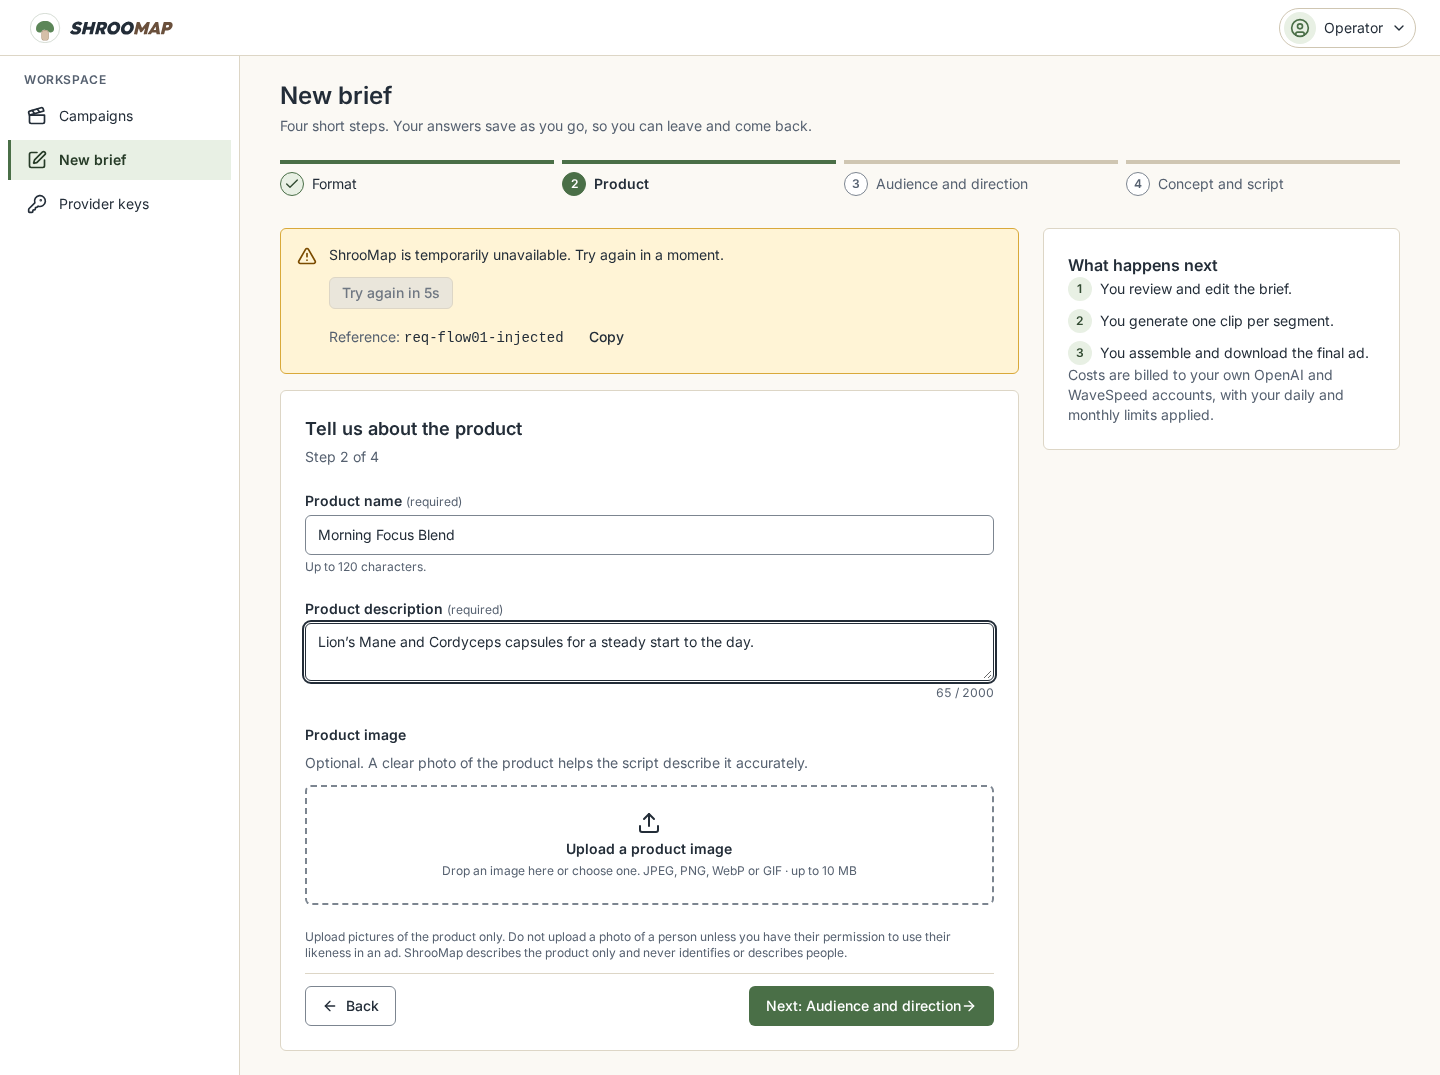 SHROOMAP
Operator
WORKSPACE
Campaigns
New brief
Provider keys
New brief
Four short steps. Your answers save as you go, so you can leave and come back.
Format
2 Product
3 Audience and direction
4 Concept and script
ShrooMap is temporarily unavailable. Try again in a moment.
Try again in 5s
Reference: req-flow01-injected Copy
Tell us about the product
Step 2 of 4
Product name (required)
Morning Focus Blend
Up to 120 characters.
Product description (required)
Lion’s Mane and Cordyceps capsules for a steady start to the day.
65 / 2000
Product image
Optional. A clear photo of the product helps the script describe it accurately.
Upload a product image
Drop an image here or choose one. JPEG, PNG, WebP or GIF · up to 10 MB
Upload pictures of the product only. Do not upload a photo of a person unless you have their permission to use their
likeness in an ad. ShrooMap describes the product only and never identifies or describes people.
Back
Next: Audience and direction
What happens next
1 You review and edit the brief.
2 You generate one clip per segment.
3 You assemble and download the final ad.
Costs are billed to your own OpenAI and
WaveSpeed accounts, with your daily and
monthly limits applied.